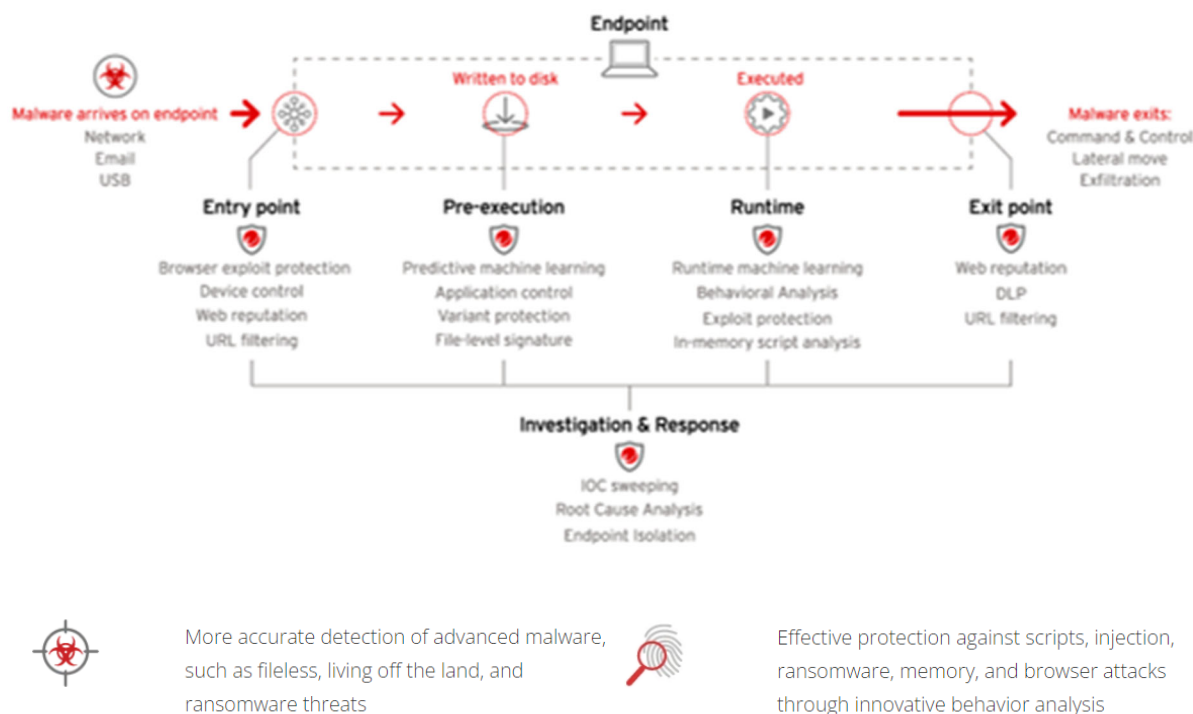 Endpoint
Written to disk
Executed
Malware arrives on endpoint
Network
Email
USB
Malware exits:
Command & Control
Lateral move
Exfiltration
Entry point
Browser exploit protection
Device control
Web reputation
URL filtering
Pre-execution
Predictive machine learning
Application control
Variant protection
File-level signature
Runtime
Runtime machine learning
Behavioral Analysis
Exploit protection
In-memory script analysis
Exit point
Web reputation
DLP
URL filtering
Investigation & Response
IOC sweeping
Root Cause Analysis
Endpoint Isolation
More accurate detection of advanced malware,
such as fileless, living off the land, and
ransomware threats
Effective protection against scripts, injection,
ransomware, memory, and browser attacks
through innovative behavior analysis